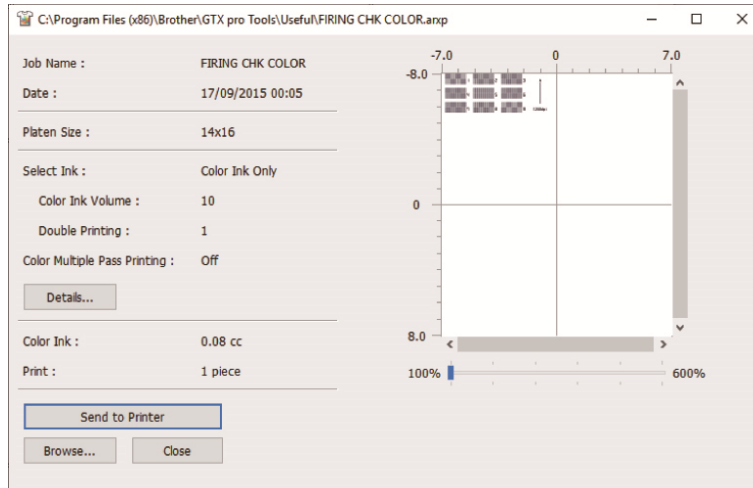 C:\Program Files (x86)\Brother\GTX pro Tools\Useful\FIRING CHK COLOR.arxp
Job Name : FIRING CHK COLOR
Date : 17/09/2015 00:05
Platen Size : 14x16
Select Ink : Color Ink Only
Color Ink Volume : 10
Double Printing : 1
Color Multiple Pass Printing : Off
Details...
Color Ink : 0.08 cc
Print : 1 piece
Send to Printer
Browse... Close
-7.0 0 7.0
-8.0
0
8.0
100% 600%